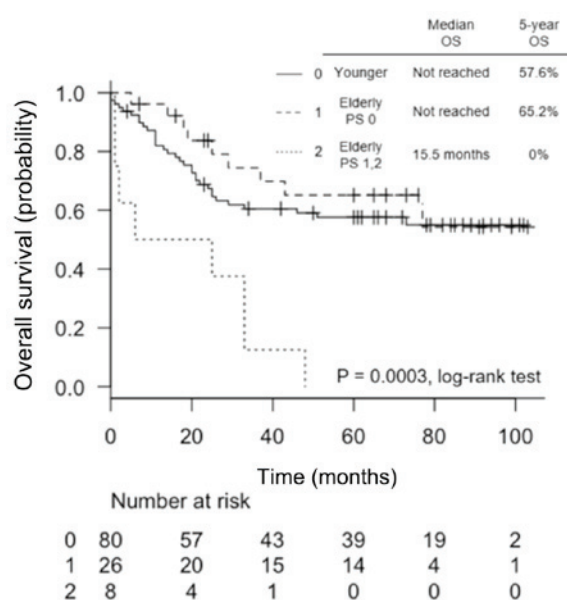 Median OS 5-year OS
0 Younger Not reached 57.6%
1 Elderly PS 0 Not reached 65.2%
2 Elderly PS 1,2 15.5 months 0%
Overall survival (probability)
1.0
0.8
0.6
0.4
0.2
0.0
P = 0.0003, log-rank test
0 20 40 60 80 100
Time (months)
Number at risk
0 80 57 43 39 19 2
1 26 20 15 14 4 1
2 8 4 1 0 0 0